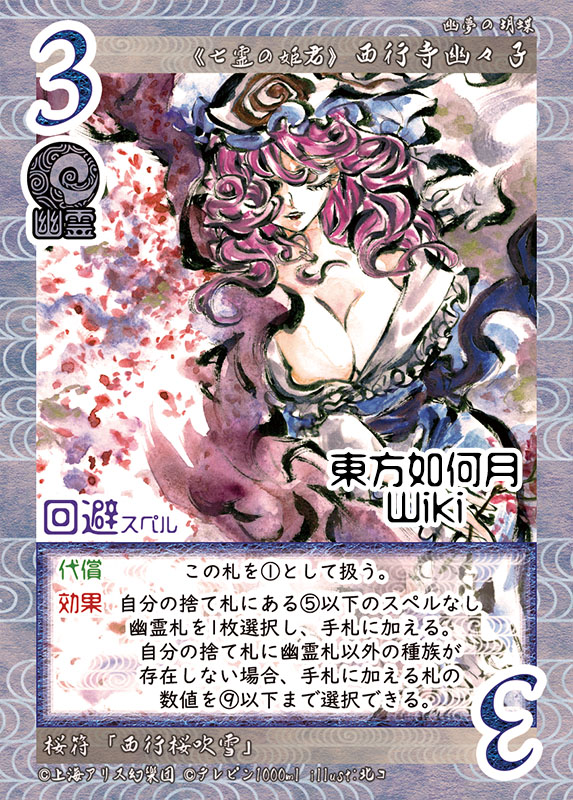 幽夢の胡蝶
3
《七霊の姫君》 西行寺幽々子
幽霊
東方如何月
Wiki
回避スペル
代償 この札を①として扱う。
効果 自分の捨て札にある⑤以下のスペルなし
幽霊札を1枚選択し、手札に加える。
自分の捨て札に幽霊札以外の種族が
存在しない場合、手札に加える札の
数値を⑨以下まで選択できる。
3
桜符「西行桜吹雪」
©上海アリス幻樂団 ©テレピン1000ml illust:北コ